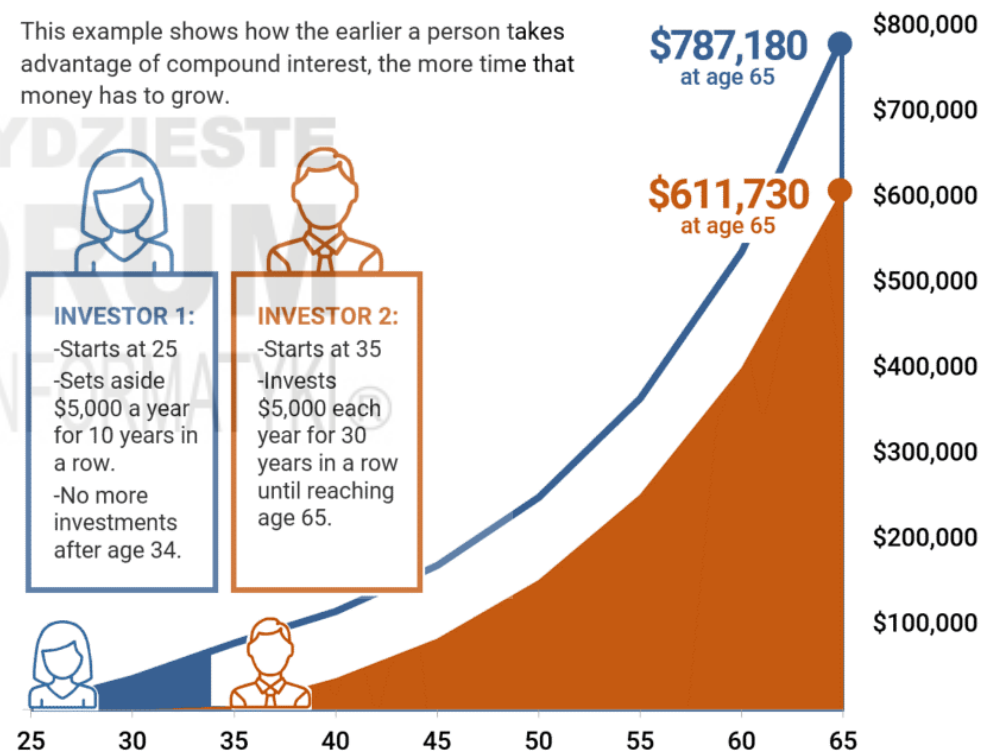 This example shows how the earlier a person takes
advantage of compound interest, the more time that
money has to grow.
$787,180
at age 65
$611,730
at age 65
$800,000
$700,000
$600,000
$500,000
$400,000
$300,000
$200,000
$100,000
YDZIESTE
ORUM
NFORMATYKI®
INVESTOR 1:
-Starts at 25
-Sets aside
$5,000 a year
for 10 years in
a row.
-No more
investments
after age 34.
INVESTOR 2:
-Starts at 35
-Invests
$5,000 each
year for 30
years in a row
until reaching
age 65.
25 30 35 40 45 50 55 60 65